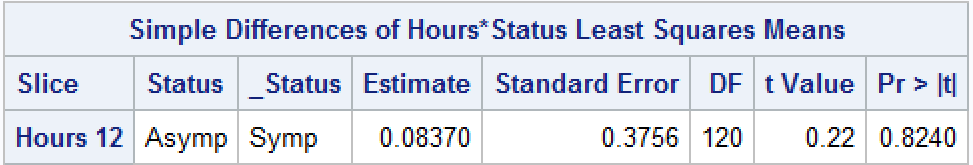 Simple Differences of Hours*Status Least Squares Means
Slice Status _Status Estimate Standard Error DF t Value Pr > |t|
Hours 12 Asymp Symp 0.08370 0.3756 120 0.22 0.8240